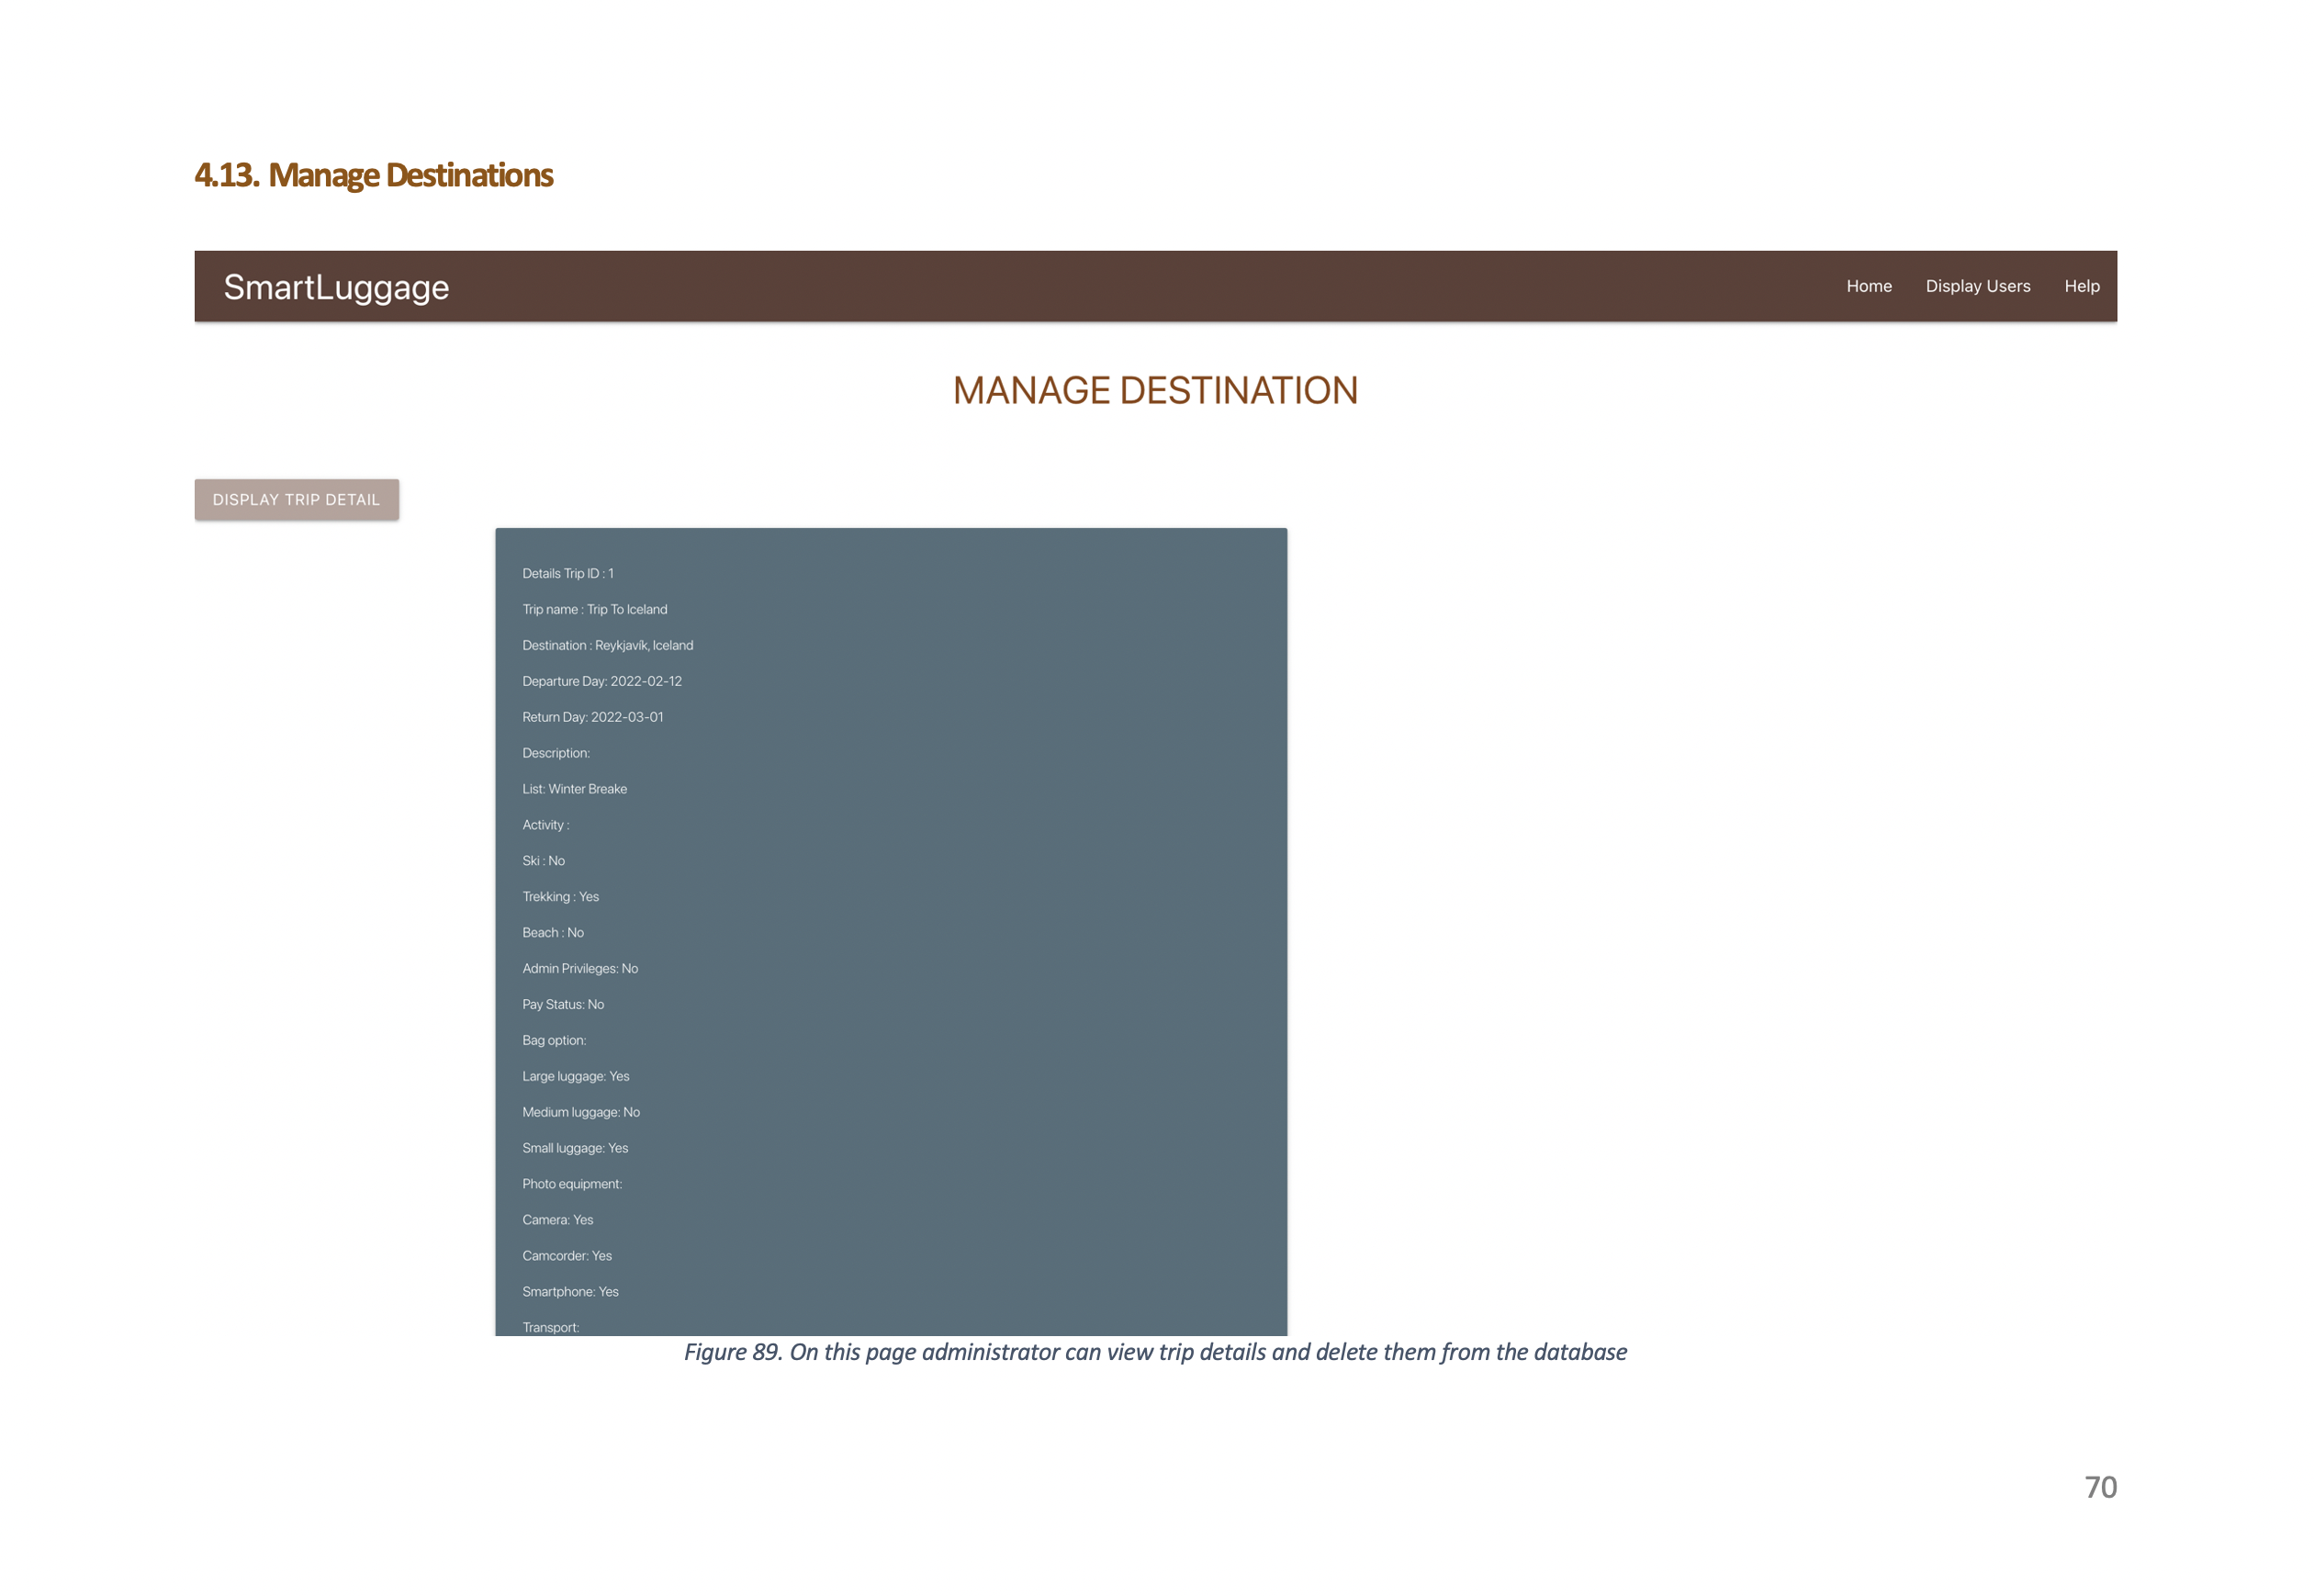 4.13. Manage Destinations
SmartLuggage
Home Display Users Help
MANAGE DESTINATION
DISPLAY TRIP DETAIL
Details Trip ID : 1
Trip name : Trip To Iceland
Destination : Reykjavík, Iceland
Departure Day: 2022-02-12
Return Day: 2022-03-01
Description:
List: Winter Breake
Activity :
Ski : No
Trekking : Yes
Beach : No
Admin Privileges: No
Pay Status: No
Bag option:
Large luggage: Yes
Medium luggage: No
Small luggage: Yes
Photo equipment:
Camera: Yes
Camcorder: Yes
Smartphone: Yes
Transport:
Figure 89. On this page administrator can view trip details and delete them from the database
70